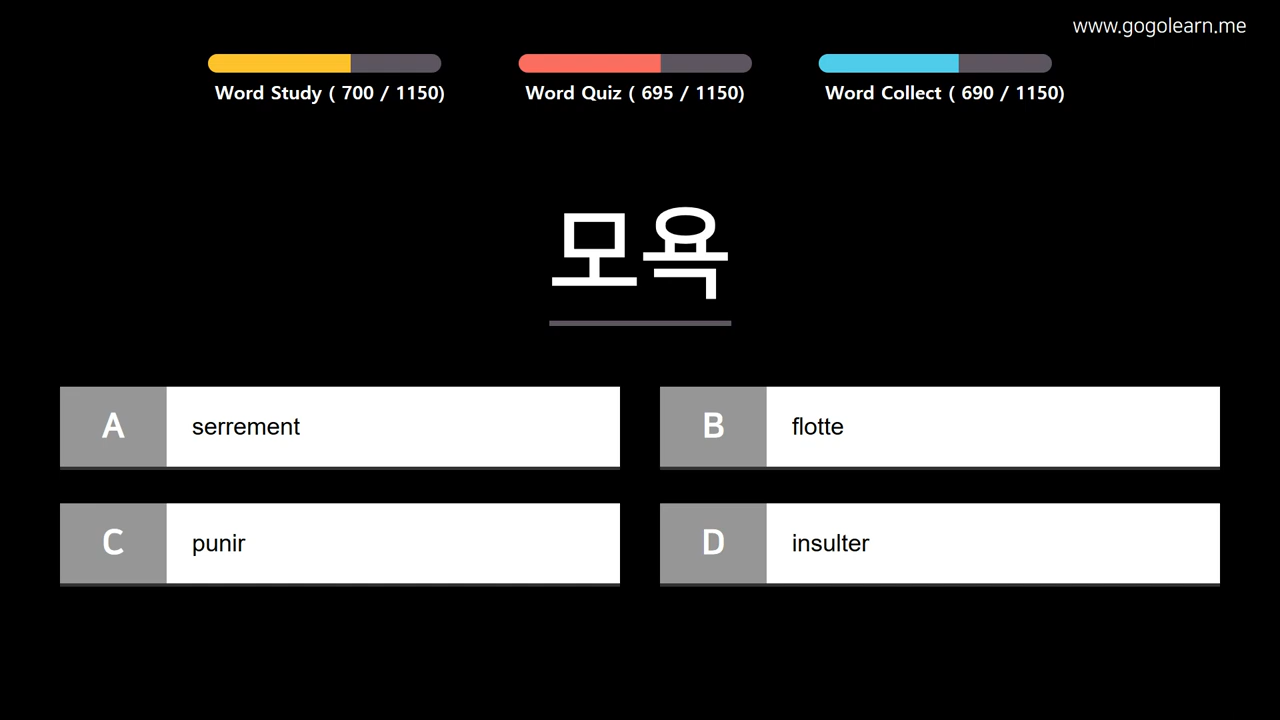 www.gogolearn.me
Word Study ( 700 / 1150)
Word Quiz ( 695 / 1150)
Word Collect ( 690 / 1150)
모욕
A serrement
B flotte
C punir
D insulter